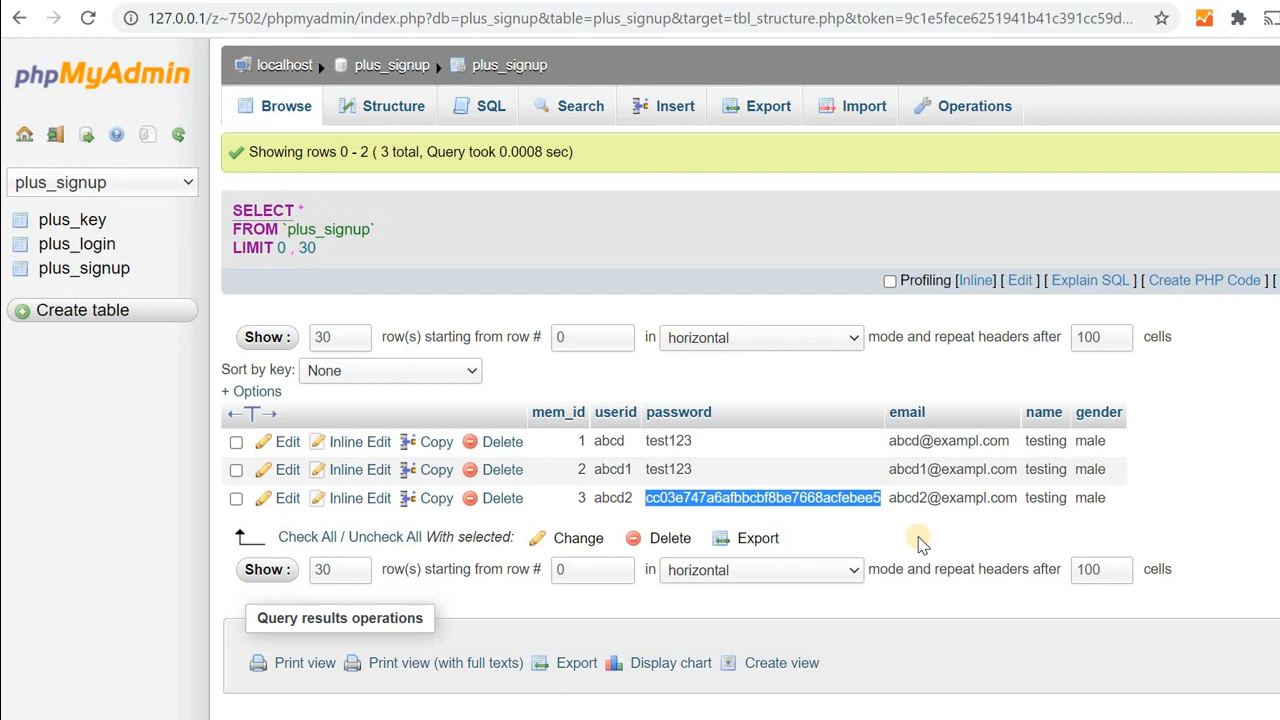 127.0.0.1/z~7502/phpmyadmin/index.php?db=plus_signup&table=plus_signup&target=tbl_structure.php&token=9c1e5fece6251941b41c391cc59d...
phpMyAdmin
localhost plus_signup plus_signup
Browse Structure SQL Search Insert Export Import Operations
Showing rows 0 - 2 ( 3 total, Query took 0.0008 sec)
plus_signup
plus_key
plus_login
plus_signup
Create table
SELECT *
FROM `plus_signup`
LIMIT 0 , 30
Profiling [Inline] [ Edit ] [ Explain SQL ] [ Create PHP Code ] [
Show : 30 row(s) starting from row # 0 in horizontal mode and repeat headers after 100 cells
Sort by key: None
+ Options
←T→ mem_id userid password email name gender
Edit Inline Edit Copy Delete 1 abcd test123 abcd@exampl.com testing male
Edit Inline Edit Copy Delete 2 abcd1 test123 abcd1@exampl.com testing male
Edit Inline Edit Copy Delete 3 abcd2 cc03e747a6afbbcbf8be7668acfebee5 abcd2@exampl.com testing male
Check All / Uncheck All With selected: Change Delete Export
Show : 30 row(s) starting from row # 0 in horizontal mode and repeat headers after 100 cells
Query results operations
Print view Print view (with full texts) Export Display chart Create view